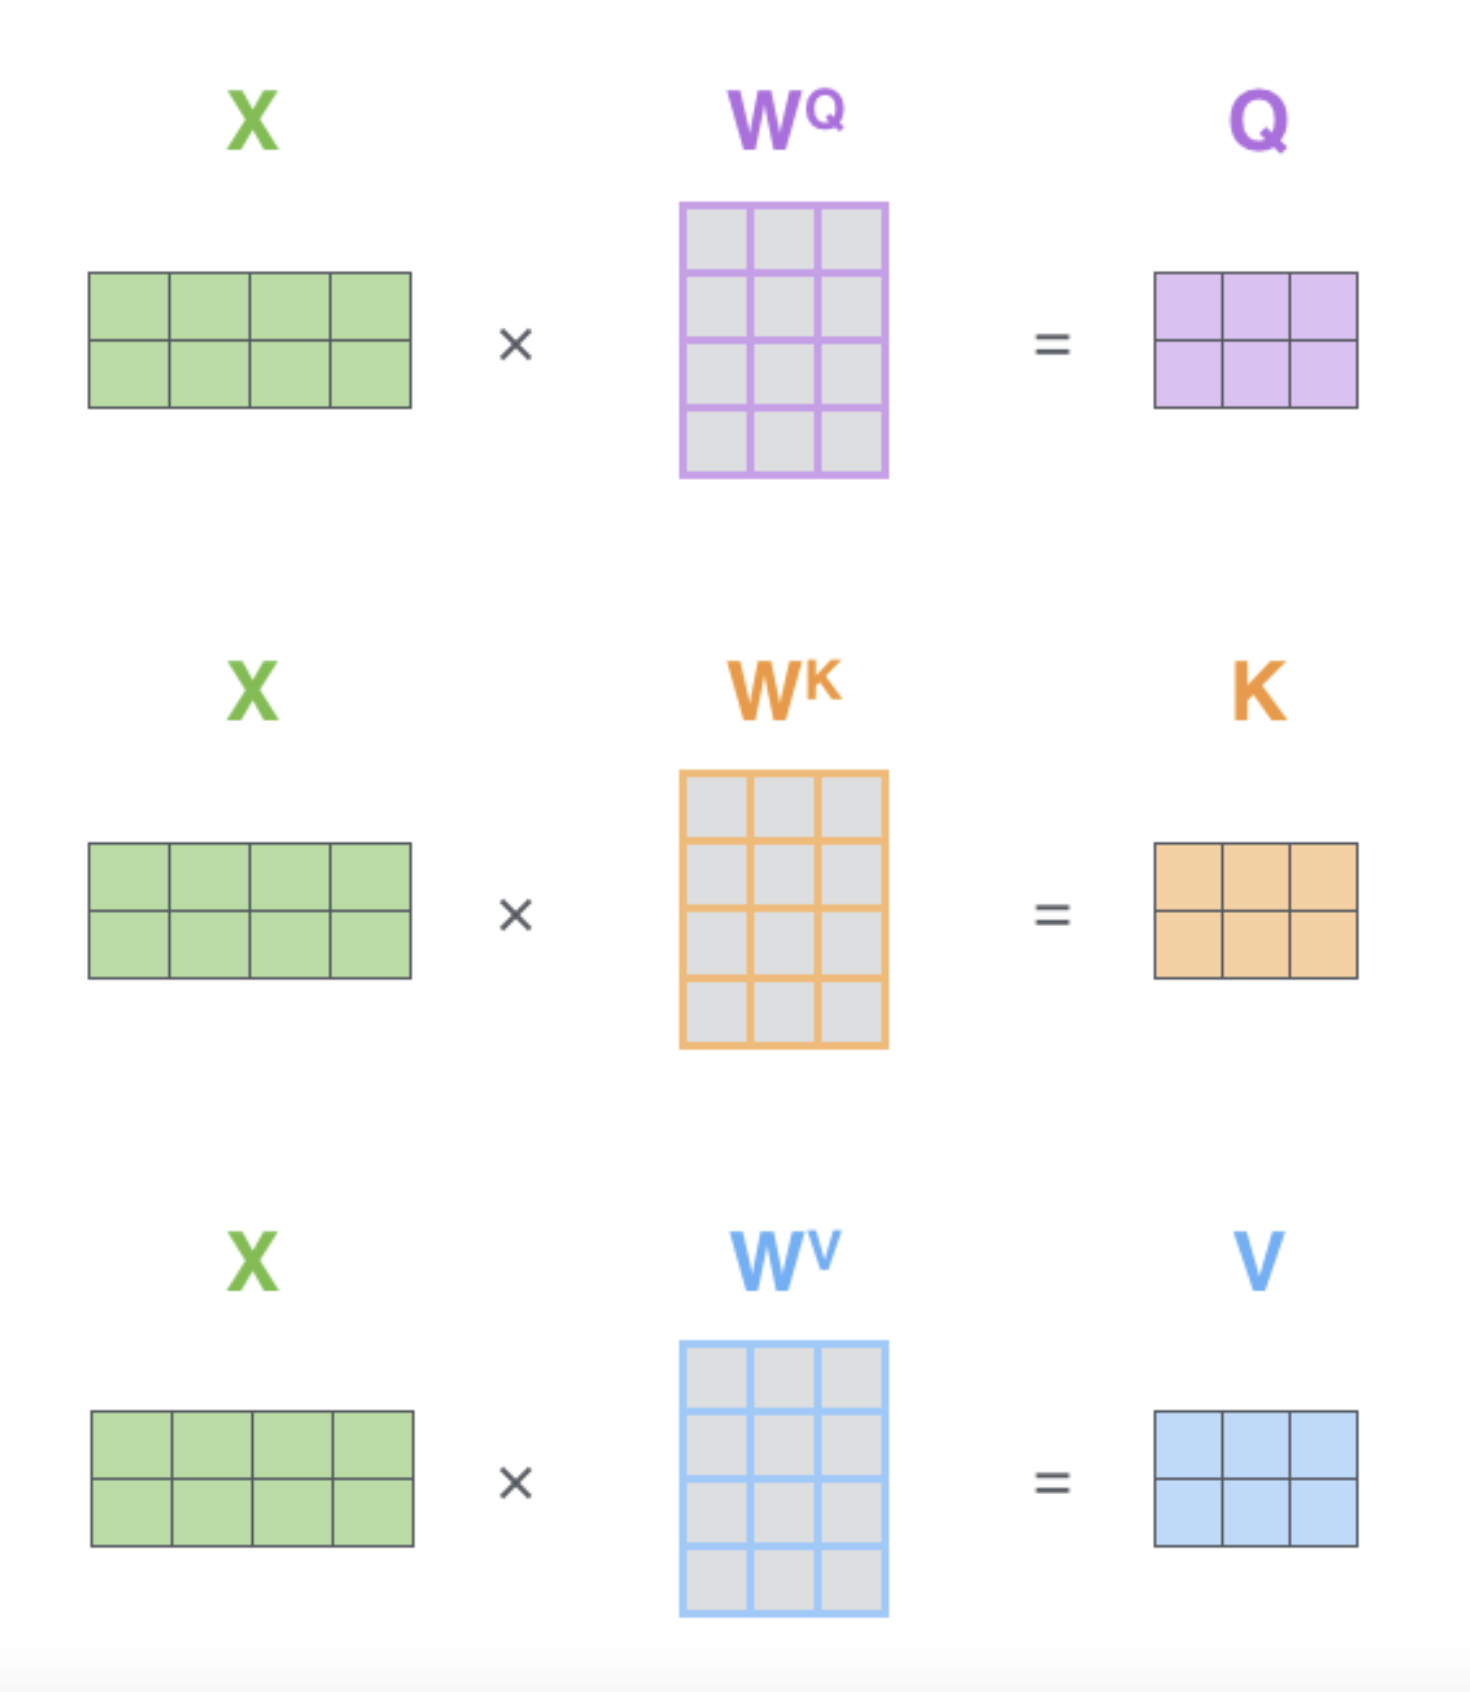 X W^Q Q
× =
X W^K K
× =
X W^V V
× =